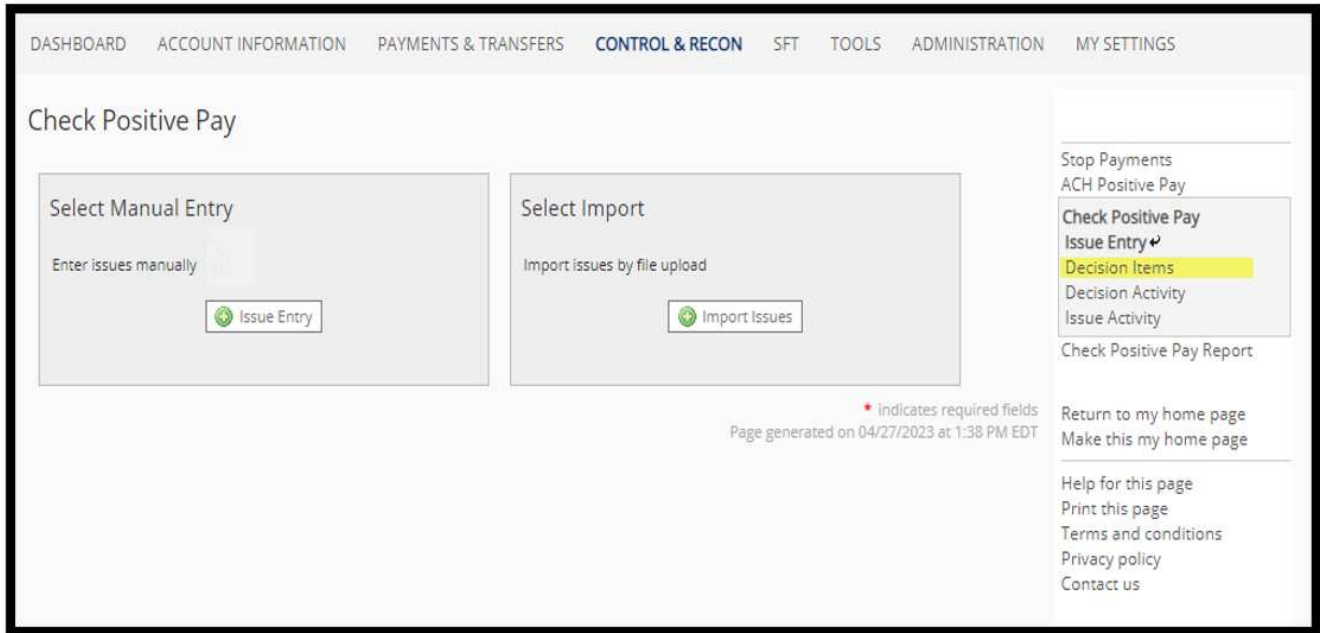 DASHBOARD ACCOUNT INFORMATION PAYMENTS & TRANSFERS CONTROL & RECON SFT TOOLS ADMINISTRATION MY SETTINGS
Check Positive Pay
Select Manual Entry
Enter issues manually
Issue Entry
Select Import
Import issues by file upload
Import Issues
* indicates required fields
Page generated on 04/27/2023 at 1:38 PM EDT
Stop Payments
ACH Positive Pay
Check Positive Pay
Issue Entry
Decision Items
Decision Activity
Issue Activity
Check Positive Pay Report
Return to my home page
Make this my home page
Help for this page
Print this page
Terms and conditions
Privacy policy
Contact us